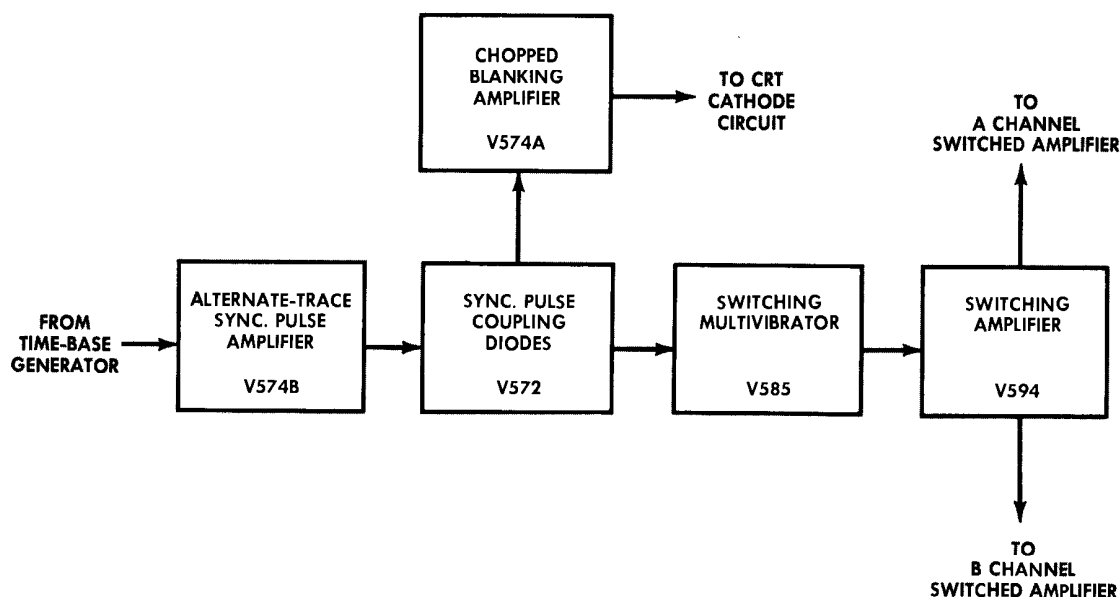 CHOPPED
BLANKING
AMPLIFIER
V574A
TO CRT
CATHODE
CIRCUIT
TO
A CHANNEL
SWITCHED AMPLIFIER
FROM
TIME-BASE
GENERATOR
ALTERNATE-TRACE
SYNC. PULSE
AMPLIFIER
V574B
SYNC. PULSE
COUPLING
DIODES
V572
SWITCHING
MULTIVIBRATOR
V585
SWITCHING
AMPLIFIER
V594
TO
B CHANNEL
SWITCHED AMPLIFIER